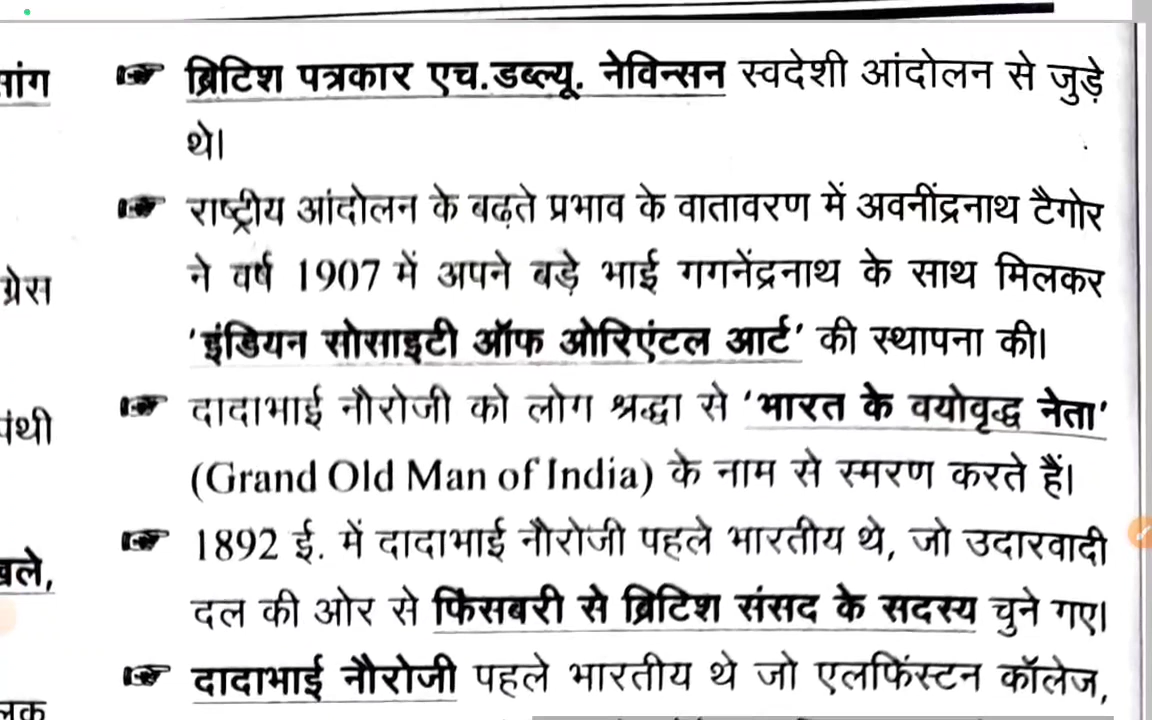 ब्रिटिश पत्रकार एच.डब्ल्यू. नेविन्सन स्वदेशी आंदोलन से जुड़े
थे।
राष्ट्रीय आंदोलन के बढ़ते प्रभाव के वातावरण में अवनींद्रनाथ टैगोर
ने वर्ष 1907 में अपने बड़े भाई गगनेंद्रनाथ के साथ मिलकर
'इंडियन सोसाइटी ऑफ ओरिएंटल आर्ट' की स्थापना की।
दादाभाई नौरोजी को लोग श्रद्धा से 'भारत के वयोवृद्ध नेता'
(Grand Old Man of India) के नाम से स्मरण करते हैं।
1892 ई. में दादाभाई नौरोजी पहले भारतीय थे, जो उदारवादी
दल की ओर से फिंसबरी से ब्रिटिश संसद के सदस्य चुने गए।
दादाभाई नौरोजी पहले भारतीय थे जो एलफिंस्टन कॉलेज,